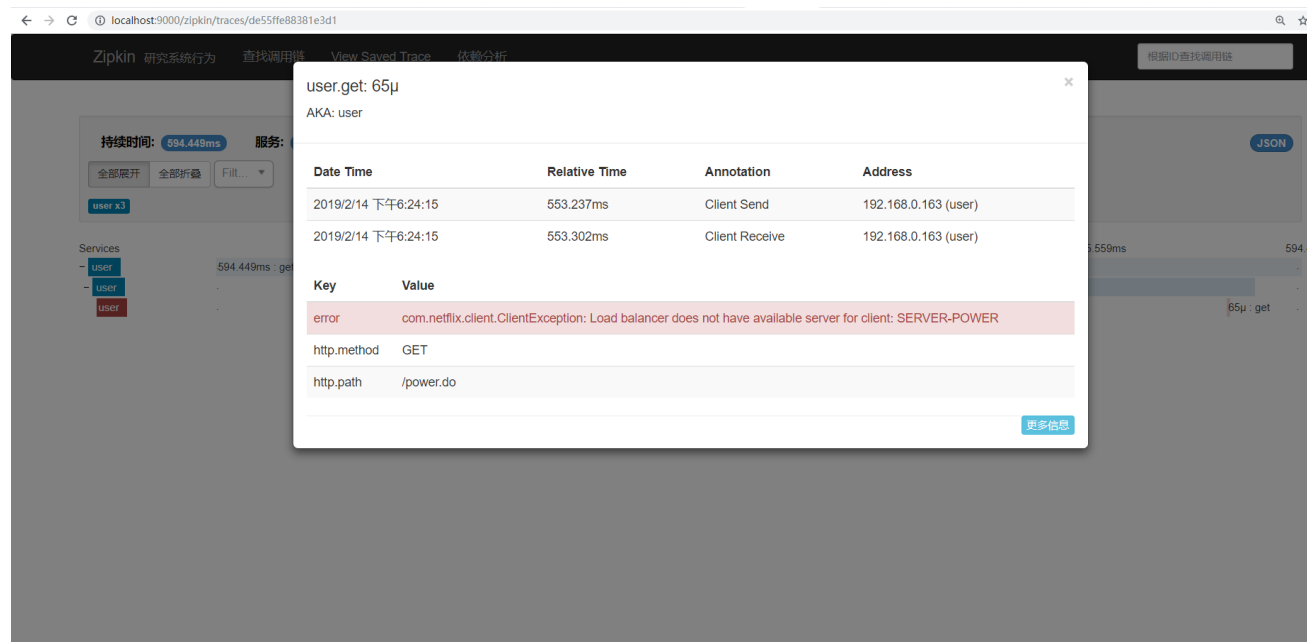 localhost:9000/zipkin/traces/de55ffe88381e3d1
Zipkin 研究系统行为 查找调用链 View Saved Trace 依赖分析 根据ID查找调用链
user.get: 65μ ×
AKA: user
持续时间: 594.449ms 服务: JSON
全部展开 全部折叠 Filt...
user x3
Date Time Relative Time Annotation Address
2019/2/14 下午6:24:15 553.237ms Client Send 192.168.0.163 (user)
2019/2/14 下午6:24:15 553.302ms Client Receive 192.168.0.163 (user)
Services 5.559ms 594.
- user 594.449ms : get
- user
user 65μ : get
Key Value
error com.netflix.client.ClientException: Load balancer does not have available server for client: SERVER-POWER
http.method GET
http.path /power.do
更多信息